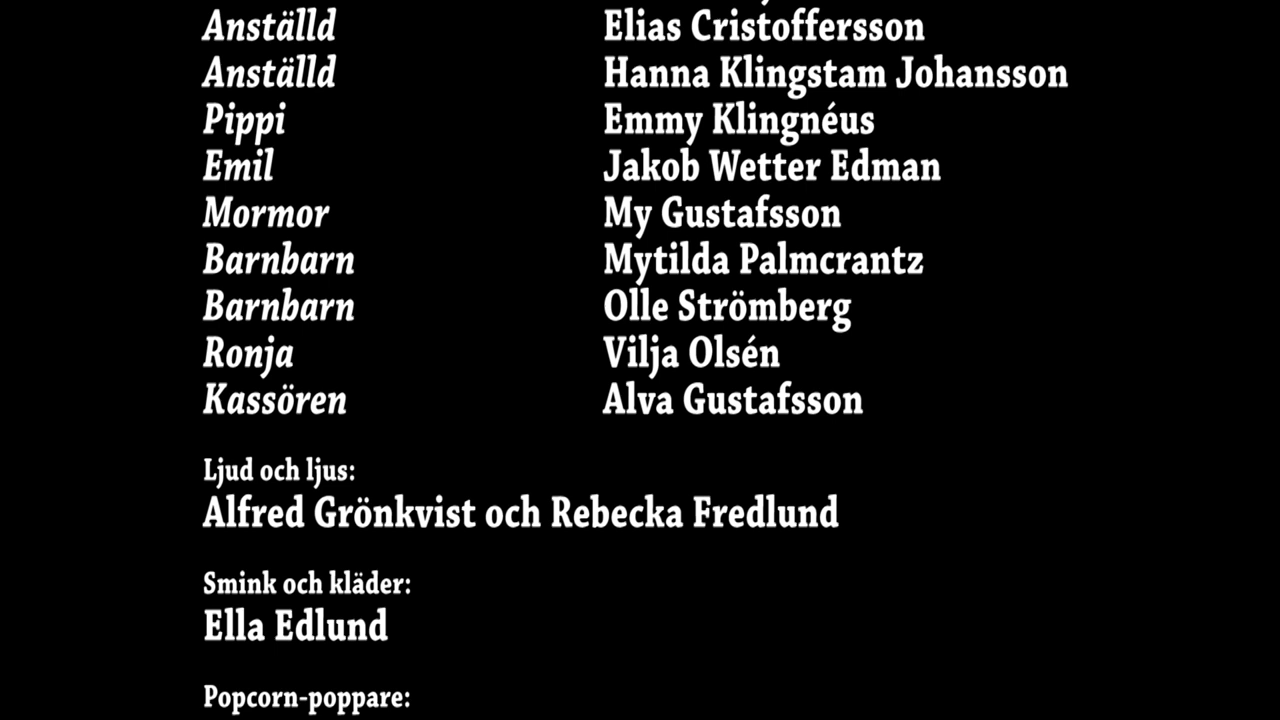 Anställd Elias Cristoffersson
Anställd Hanna Klingstam Johansson
Pippi Emmy Klingnéus
Emil Jakob Wetter Edman
Mormor My Gustafsson
Barnbarn Mytilda Palmcrantz
Barnbarn Olle Strömberg
Ronja Vilja Olsén
Kassören Alva Gustafsson
Ljud och ljus:
Alfred Grönkvist och Rebecka Fredlund
Smink och kläder:
Ella Edlund
Popcorn-poppare: